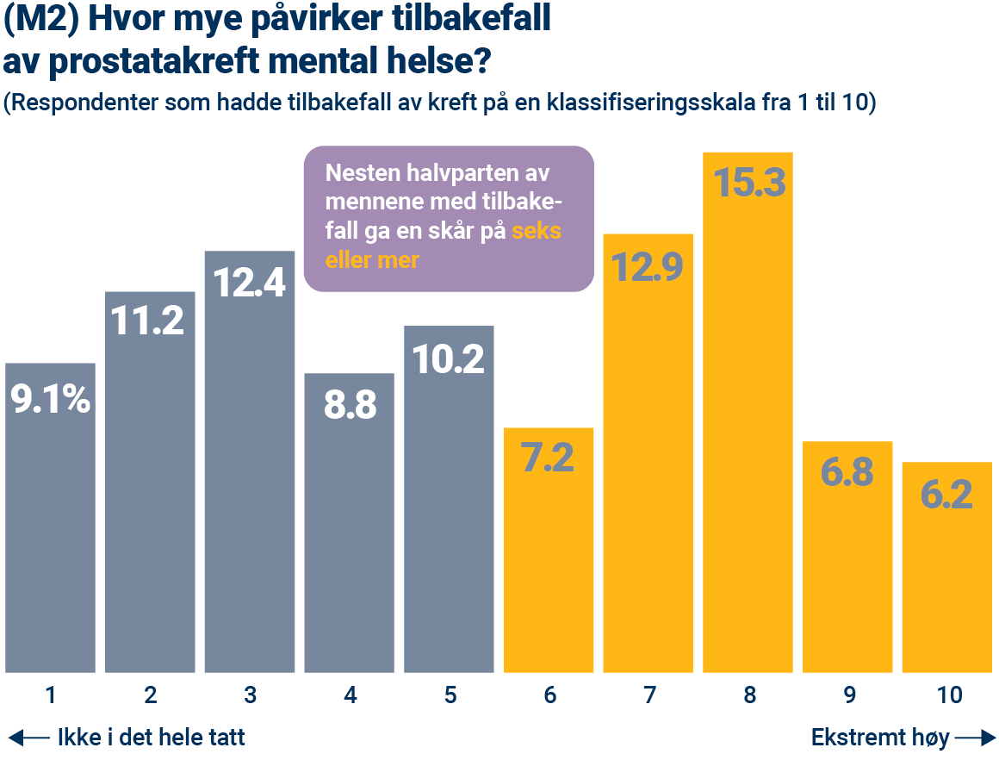 (M2) Hvor mye påvirker tilbakefall
av prostatakreft mental helse?
(Respondenter som hadde tilbakefall av kreft på en klassifiseringsskala fra 1 til 10)
Nesten halvparten av
mennene med tilbake-
fall ga en skår på seks
eller mer
9.1%
11.2
12.4
8.8
10.2
7.2
12.9
15.3
6.8
6.2
1 2 3 4 5 6 7 8 9 10
Ikke i det hele tatt Ekstremt høy